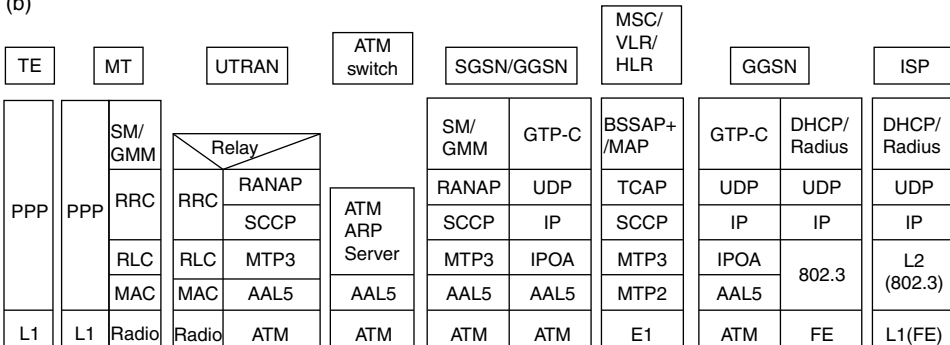 (b)
TE
MT
UTRAN
ATM
switch
SGSN/GGSN
MSC/
VLR/
HLR
GGSN
ISP
PPP
L1
PPP
L1
SM/
GMM
RRC
RLC
MAC
Radio
Relay
RRC
RLC
MAC
Radio
RANAP
SCCP
MTP3
AAL5
ATM
ATM
ARP
Server
AAL5
ATM
SM/
GMM
RANAP
SCCP
MTP3
AAL5
ATM
GTP-C
UDP
IP
IPOA
AAL5
ATM
BSSAP+
/MAP
TCAP
SCCP
MTP3
MTP2
E1
GTP-C
UDP
IP
IPOA
AAL5
ATM
DHCP/
Radius
UDP
IP
802.3
FE
DHCP/
Radius
UDP
IP
L2
(802.3)
L1(FE)